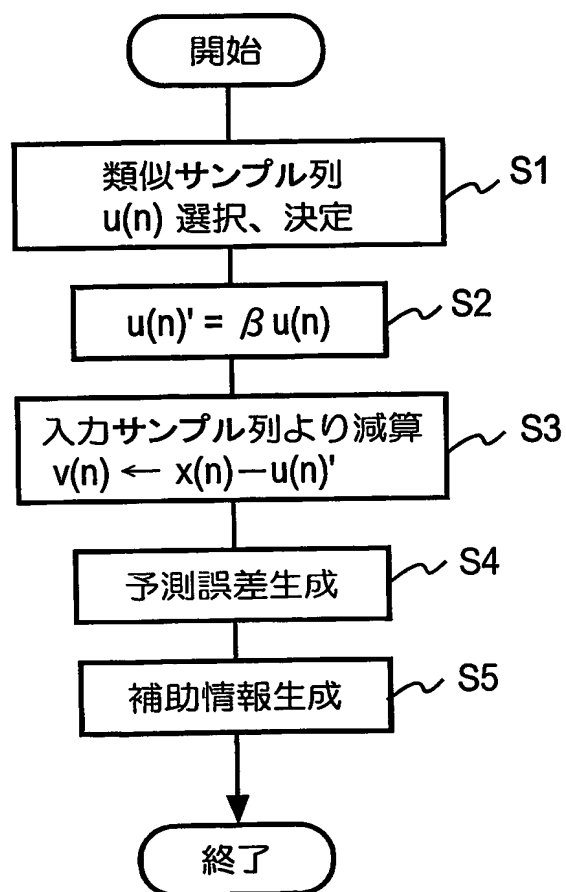 開始
類似サンプル列
u(n) 選択、決定
S1
u(n)' = β u(n)
S2
入力サンプル列より減算
v(n) ← x(n)－u(n)'
S3
予測誤差生成
S4
補助情報生成
S5
終了